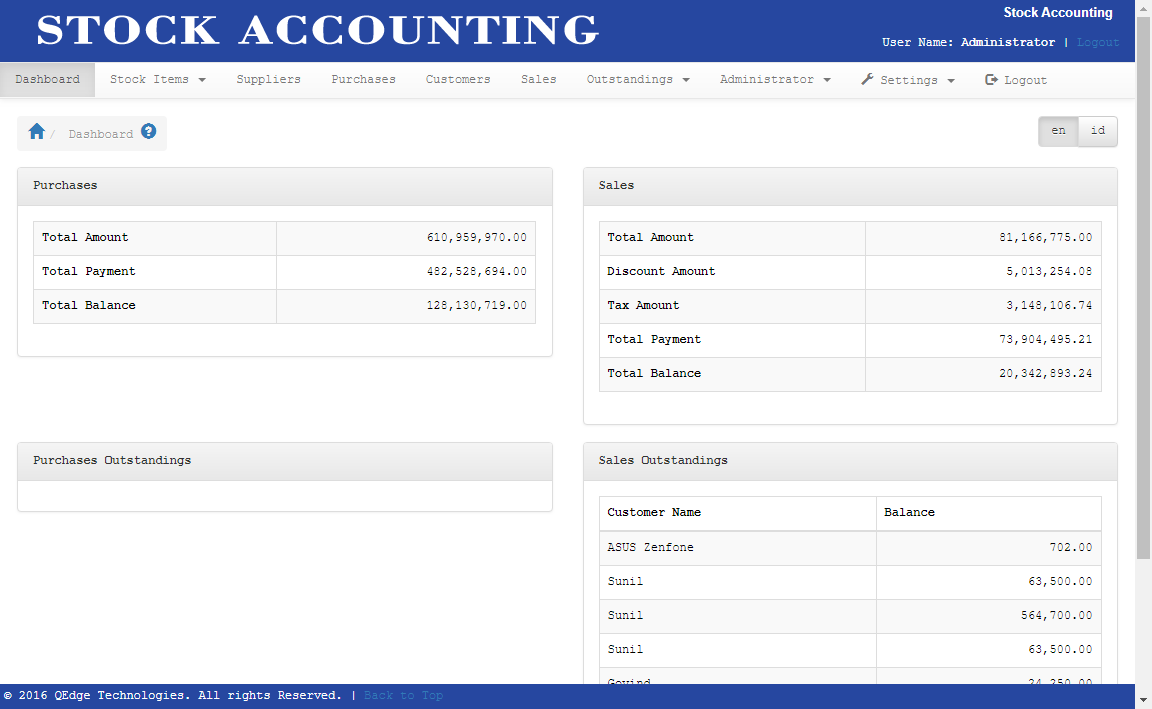 STOCK ACCOUNTING
Stock Accounting
User Name: Administrator | Logout
Dashboard Stock Items Suppliers Purchases Customers Sales Outstandings Administrator Settings Logout
/ Dashboard ?
en id
Purchases
Total Amount 610,959,970.00
Total Payment 482,528,694.00
Total Balance 128,130,719.00
Sales
Total Amount 81,166,775.00
Discount Amount 5,013,254.08
Tax Amount 3,148,106.74
Total Payment 73,904,495.21
Total Balance 20,342,893.24
Purchases Outstandings
Sales Outstandings
Customer Name Balance
ASUS Zenfone 702.00
Sunil 63,500.00
Sunil 564,700.00
Sunil 63,500.00
Govind 24,250.00
© 2016 QEdge Technologies. All rights Reserved. | Back to Top